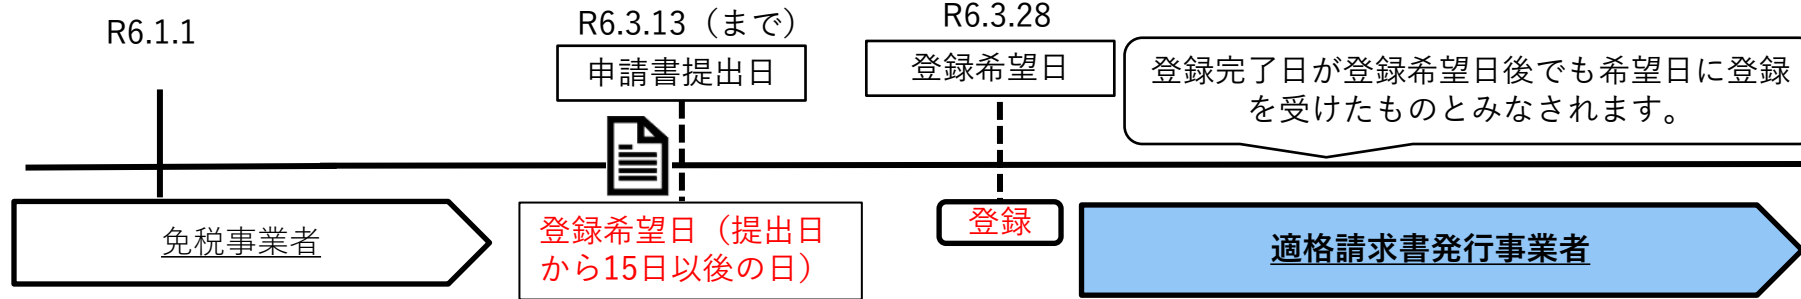 R6.1.1
R6.3.13（まで）
申請書提出日
R6.3.28
登録希望日
登録完了日が登録希望日後でも希望日に登録
を受けたものとみなされます。
免税事業者
登録希望日（提出日
から15日以後の日）
登録
適格請求書発行事業者